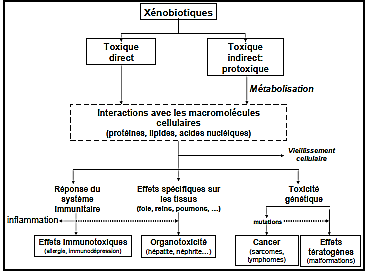 Xénobiotiques
Toxique
direct
Toxique
indirect:
protoxique
Métabolisation
Interactions avec les macromolécules
cellulaires
(protéines, lipides, acides nucléiques)
Vieillissement
cellulaire
Réponse du
système
immunitaire
Effets spécifiques sur
les tissus
(foie, reins, poumons, ...)
Toxicité
génétique
inflammation
mutations
Effets immunotoxiques
(allergie, immunodépression)
Organotoxicité
(hépatite, néphrite...)
Cancer
(sarcomes,
lymphomes)
Effets
tératogènes
(malformations)